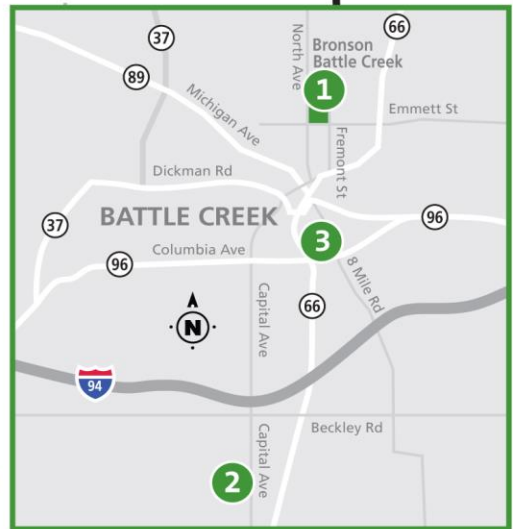 66
37
North Ave
Bronson
Battle Creek
89
1
Michigan Ave
Emmett St
Fremont St
Dickman Rd
BATTLE CREEK
96
37
3
Columbia Ave
96
8 Mile Rd
Capital Ave
66
N
94
Beckley Rd
Capital Ave
2